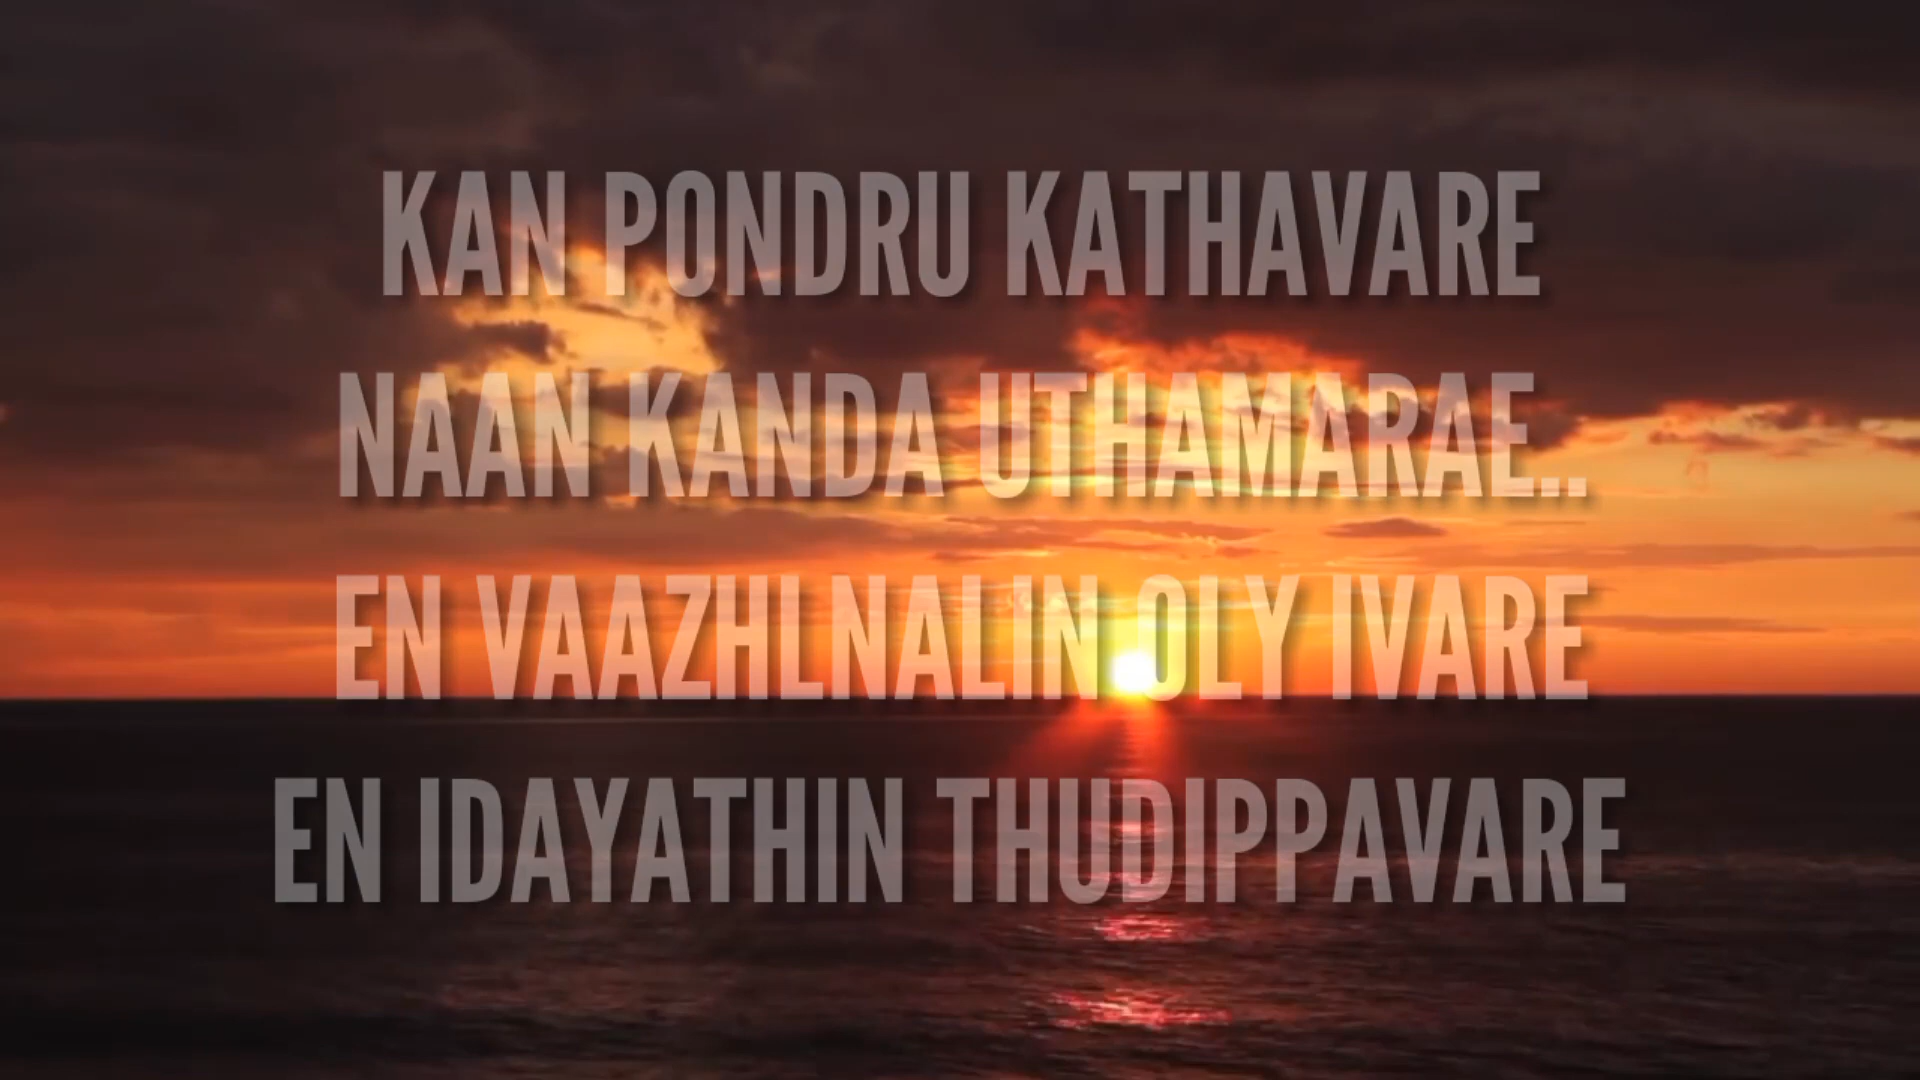 KAN PONDRU KATHAVARE
NAAN KANDA UTHAMARAE..
EN VAAZHLNALIN OLY IVARE
EN IDAYATHIN THUDIPPAVARE